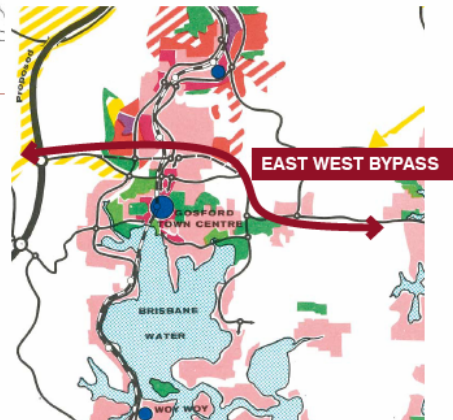 Proposed
EAST WEST BYPASS
GOSFORD
TOWN CENTRE
BRISBANE
WATER
WOY WOY